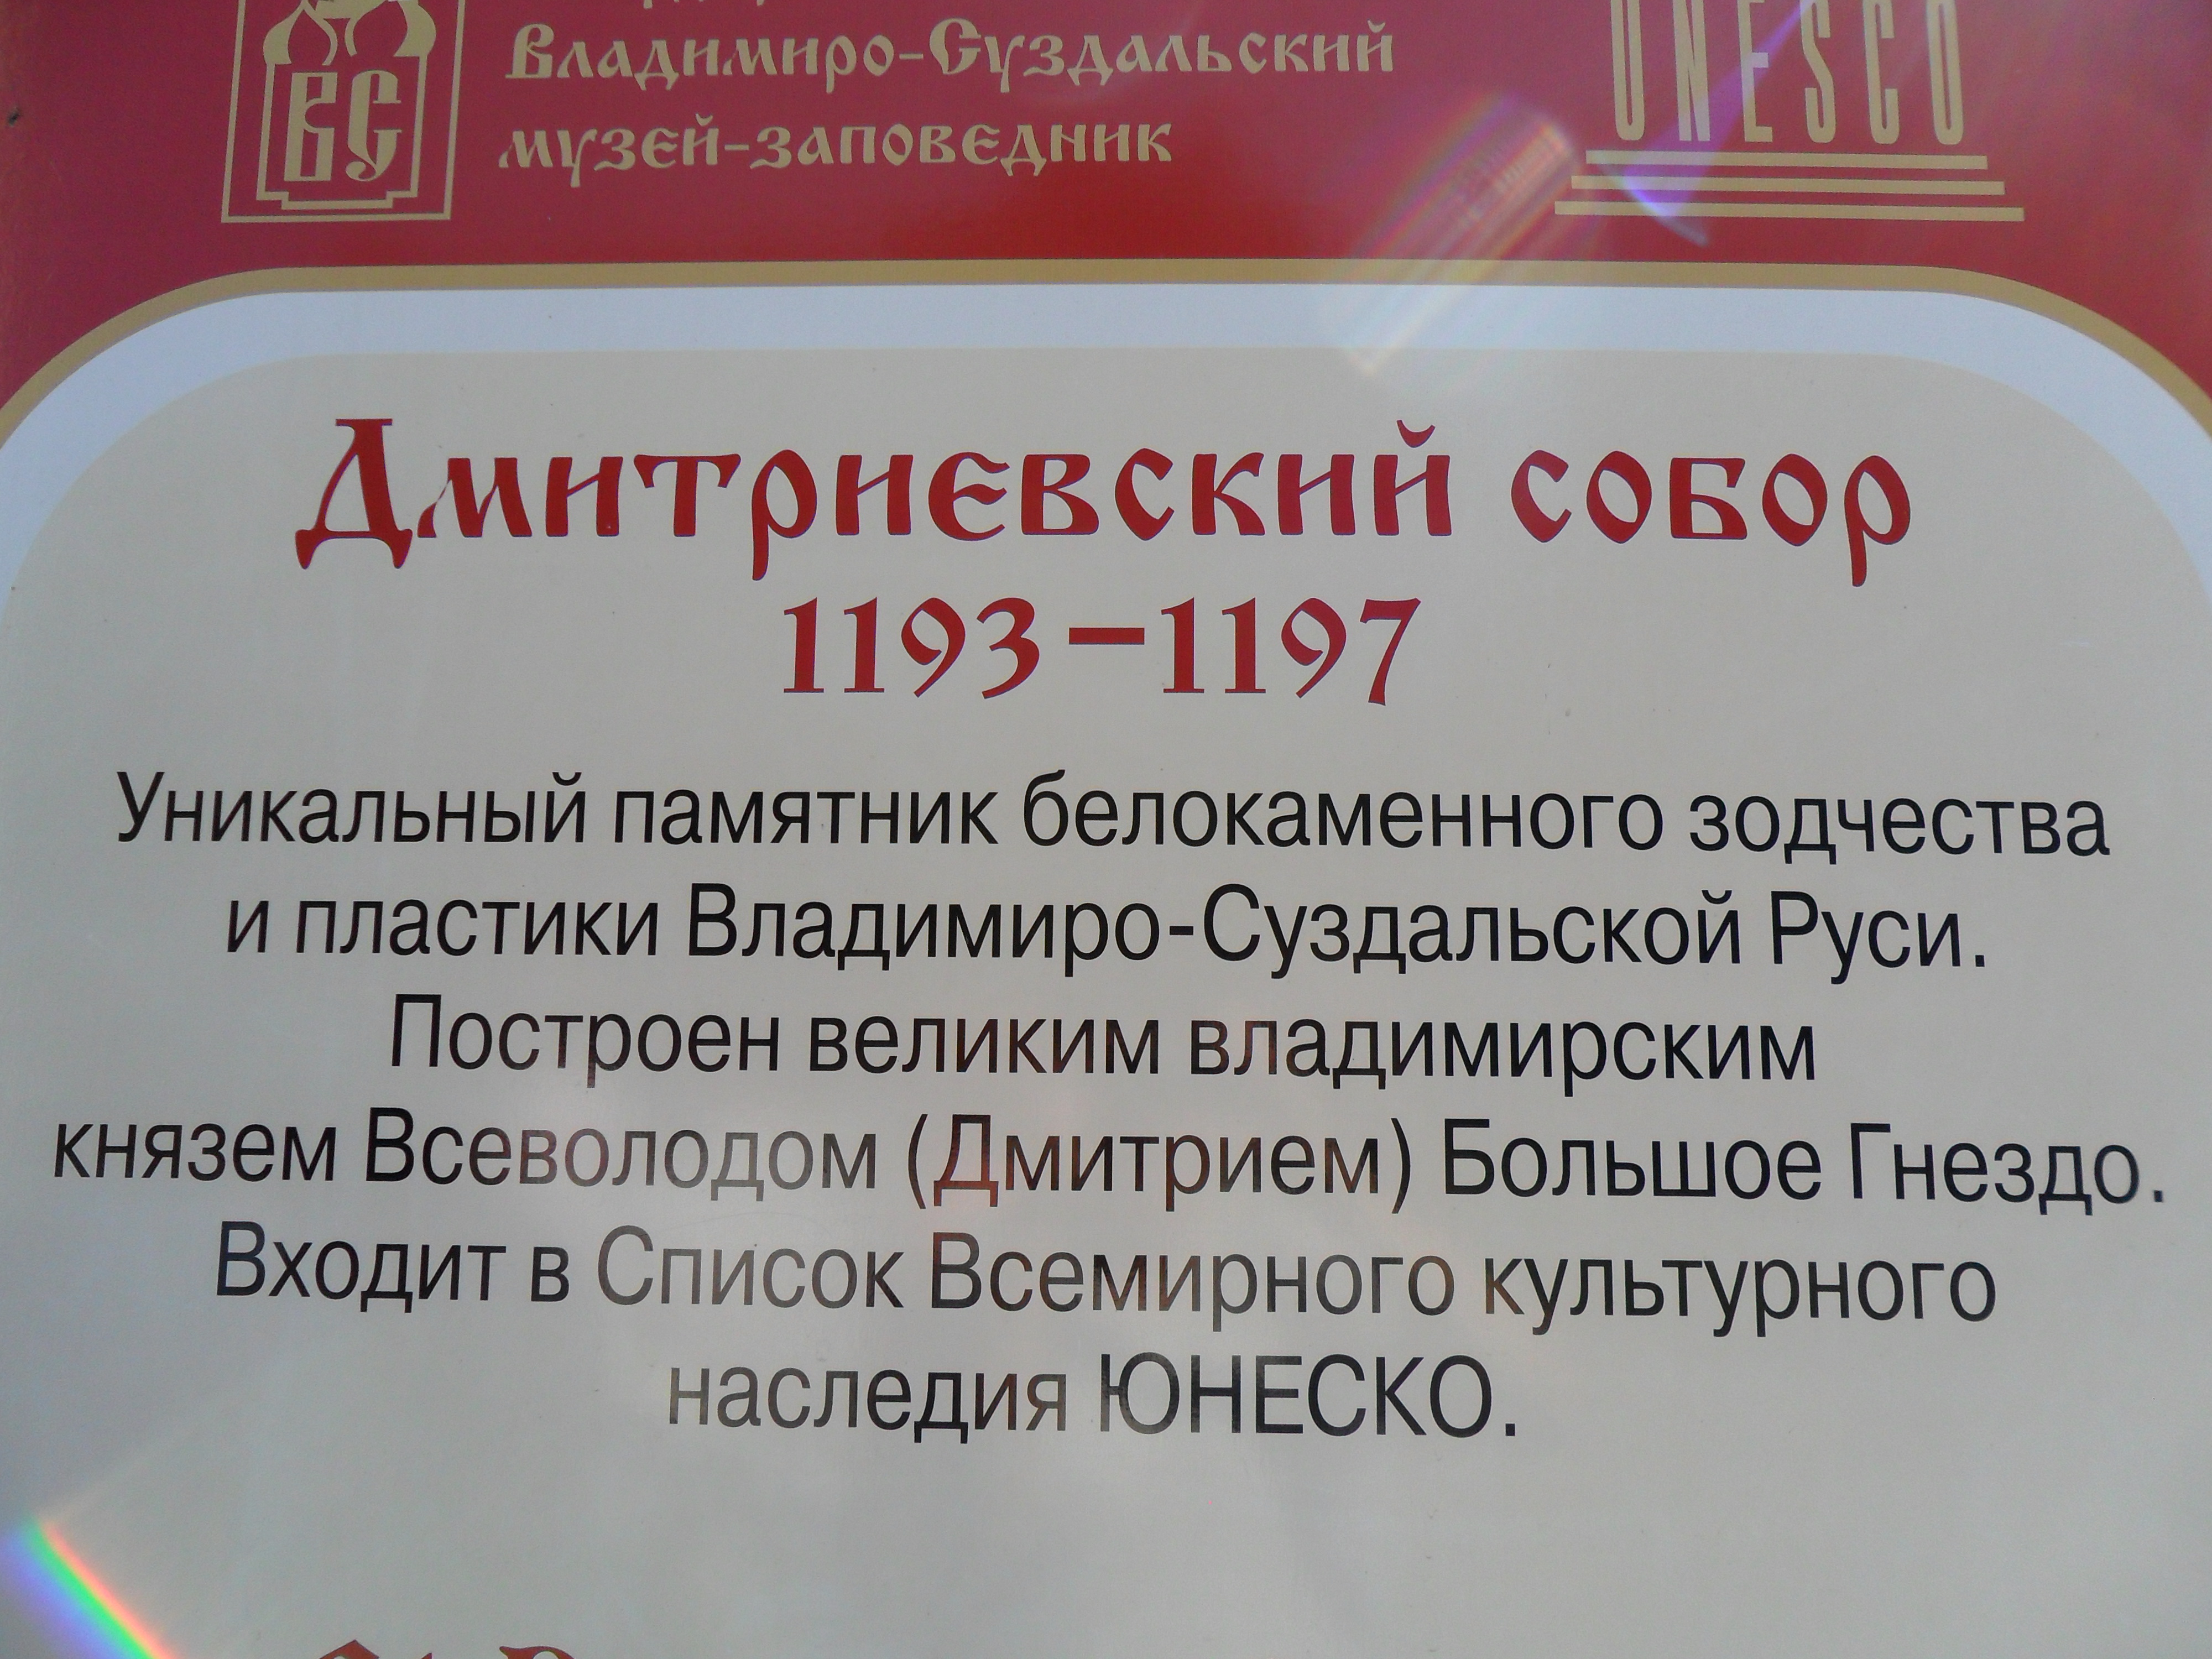 Владимиро-Суздальский
музей-заповедник
ВС
UNESCO
Дмитриевский собор
1193–1197
Уникальный памятник белокаменного зодчества
и пластики Владимиро-Суздальской Руси.
Построен великим владимирским
князем Всеволодом (Дмитрием) Большое Гнездо.
Входит в Список Всемирного культурного
наследия ЮНЕСКО.